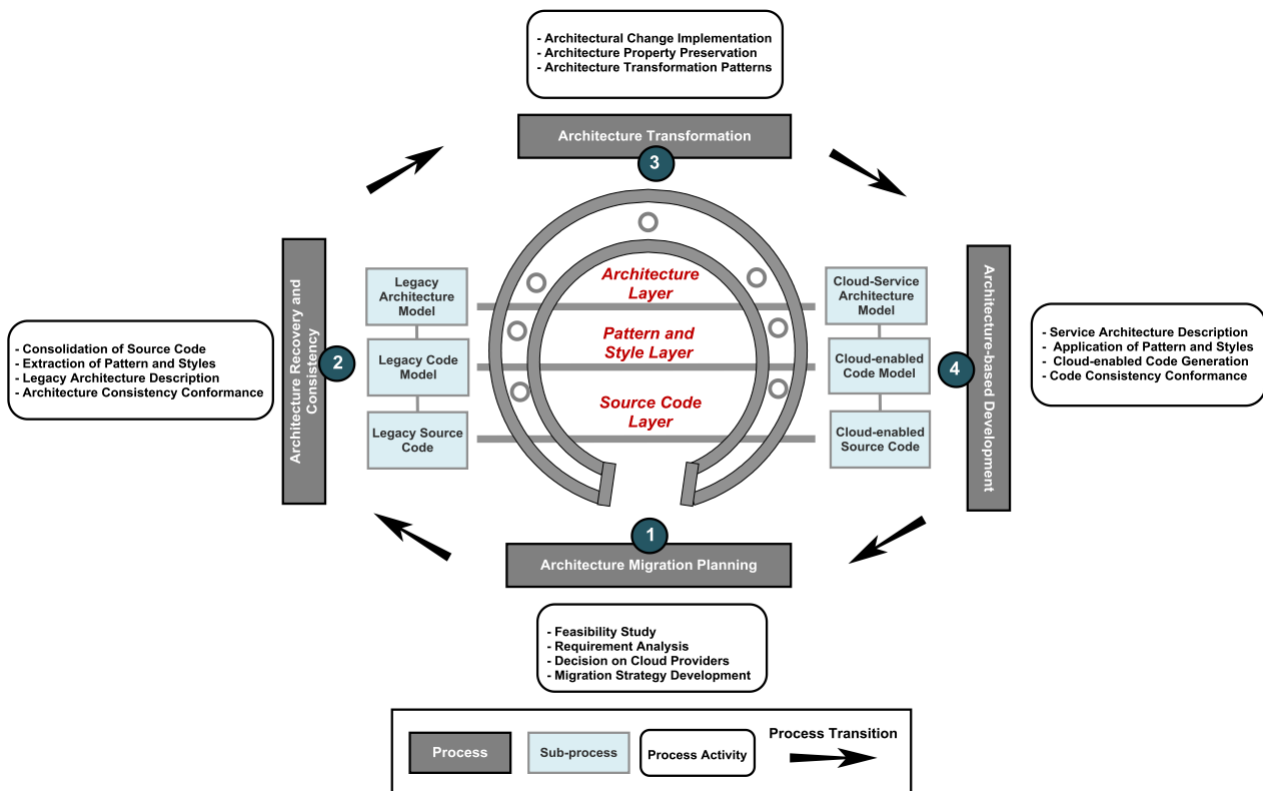 - Architectural Change Implementation
- Architecture Property Preservation
- Architecture Transformation Patterns
Architecture Transformation
3
Architecture Recovery and
Consistency
2
- Consolidation of Source Code
- Extraction of Pattern and Styles
- Legacy Architecture Description
- Architecture Consistency Conformance
Legacy
Architecture
Model
Legacy Code
Model
Legacy Source
Code
Architecture
Layer
Pattern and
Style Layer
Source Code
Layer
Cloud-Service
Architecture
Model
Cloud-enabled
Code Model
Cloud-enabled
Source Code
4
Architecture-based Development
- Service Architecture Description
- Application of Pattern and Styles
- Cloud-enabled Code Generation
- Code Consistency Conformance
1
Architecture Migration Planning
- Feasibility Study
- Requirement Analysis
- Decision on Cloud Providers
- Migration Strategy Development
Process
Sub-process
Process Activity
Process Transition